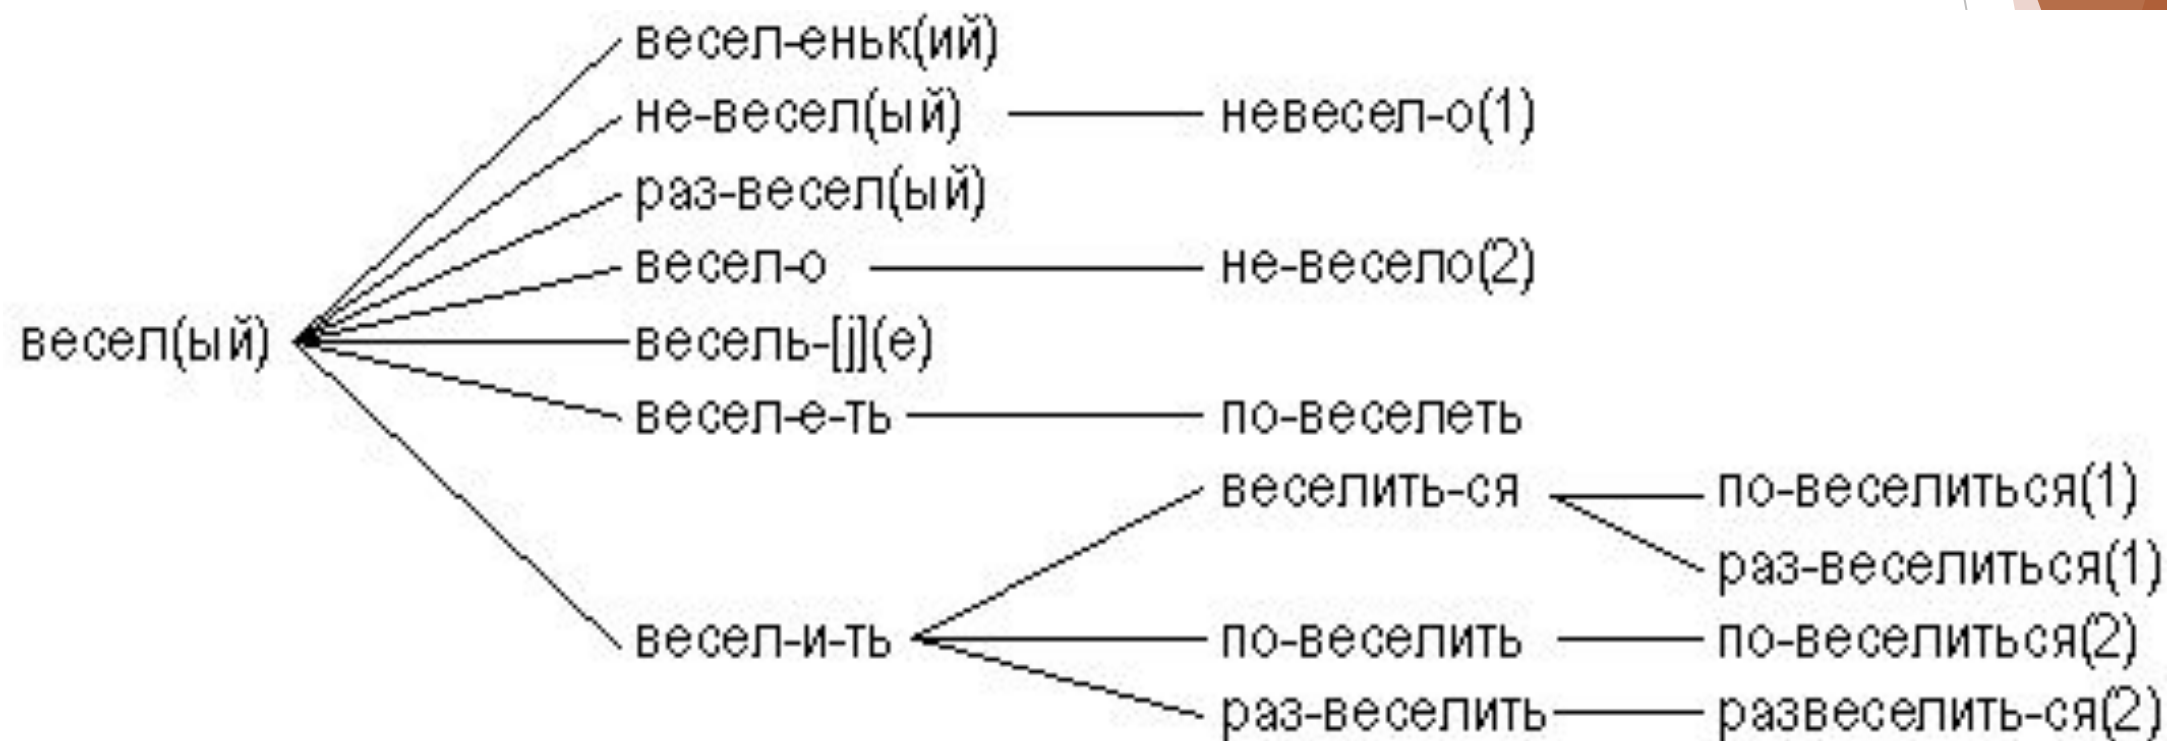 весел-еньк(ий)
не-весел(ый) невесел-о(1)
раз-весел(ый)
весел-о не-весело(2)
весел(ый) весель-[j](е)
весел-е-ть по-веселеть
веселить-ся по-веселиться(1)
раз-веселиться(1)
весел-и-ть по-веселить по-веселиться(2)
раз-веселить развеселить-ся(2)